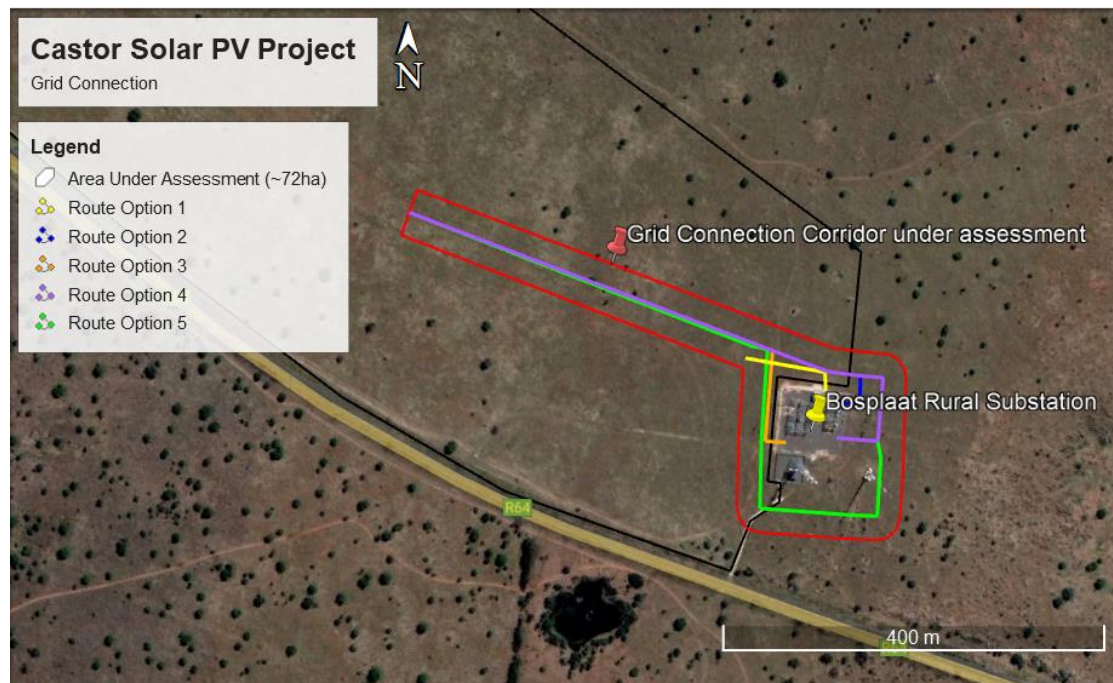 Castor Solar PV Project
Grid Connection
N
Legend
Area Under Assessment (~72ha)
Route Option 1
Route Option 2
Route Option 3
Route Option 4
Route Option 5
Grid Connection Corridor under assessment
Bosplaat Rural Substation
R64
400 m